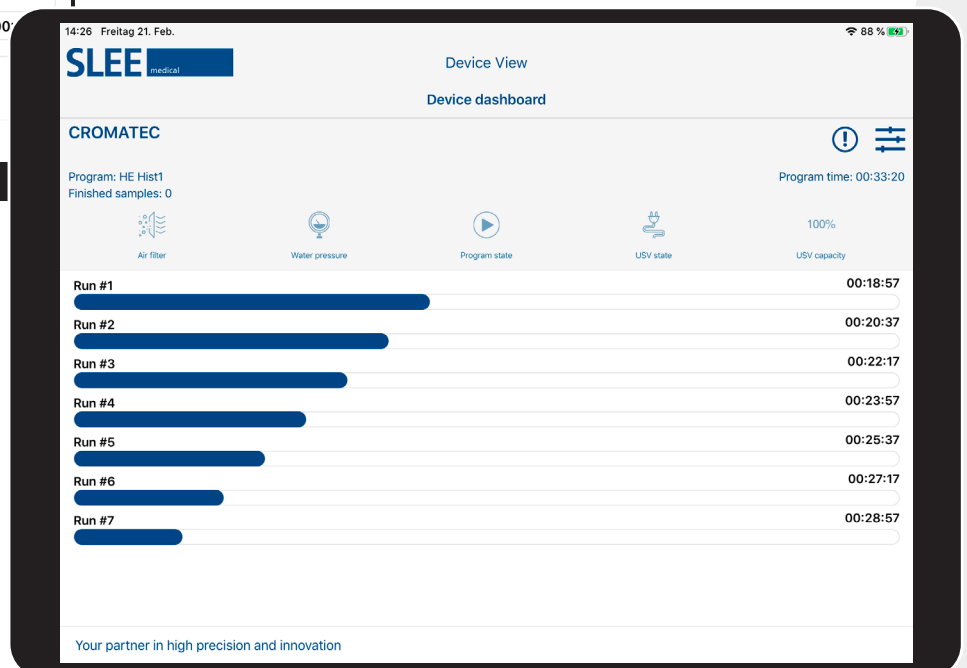 00:
14:26 Freitag 21. Feb.
88 %
SLEE medical
Device View
Device dashboard
CROMATEC
Program: HE Hist1
Program time: 00:33:20
Finished samples: 0
100%
Air filter
Water pressure
Program state
USV state
USV capacity
Run #1 00:18:57
Run #2 00:20:37
Run #3 00:22:17
Run #4 00:23:57
Run #5 00:25:37
Run #6 00:27:17
Run #7 00:28:57
Your partner in high precision and innovation